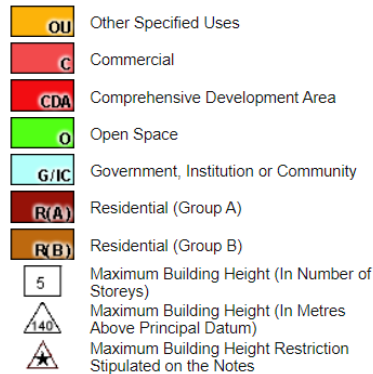 OU Other Specified Uses
C Commercial
CDA Comprehensive Development Area
O Open Space
G/IC Government, Institution or Community
R(A) Residential (Group A)
R(B) Residential (Group B)
5 Maximum Building Height (In Number of
Storeys)
140 Maximum Building Height (In Metres
Above Principal Datum)
Maximum Building Height Restriction
Stipulated on the Notes